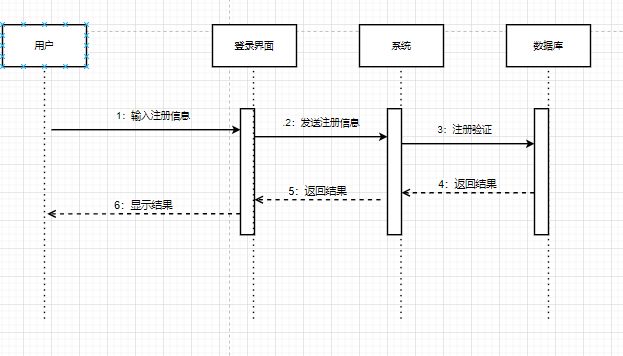 用户
登录界面
系统
数据库
1：输入注册信息
.2：发送注册信息
3：注册验证
4：返回结果
5：返回结果
6：显示结果